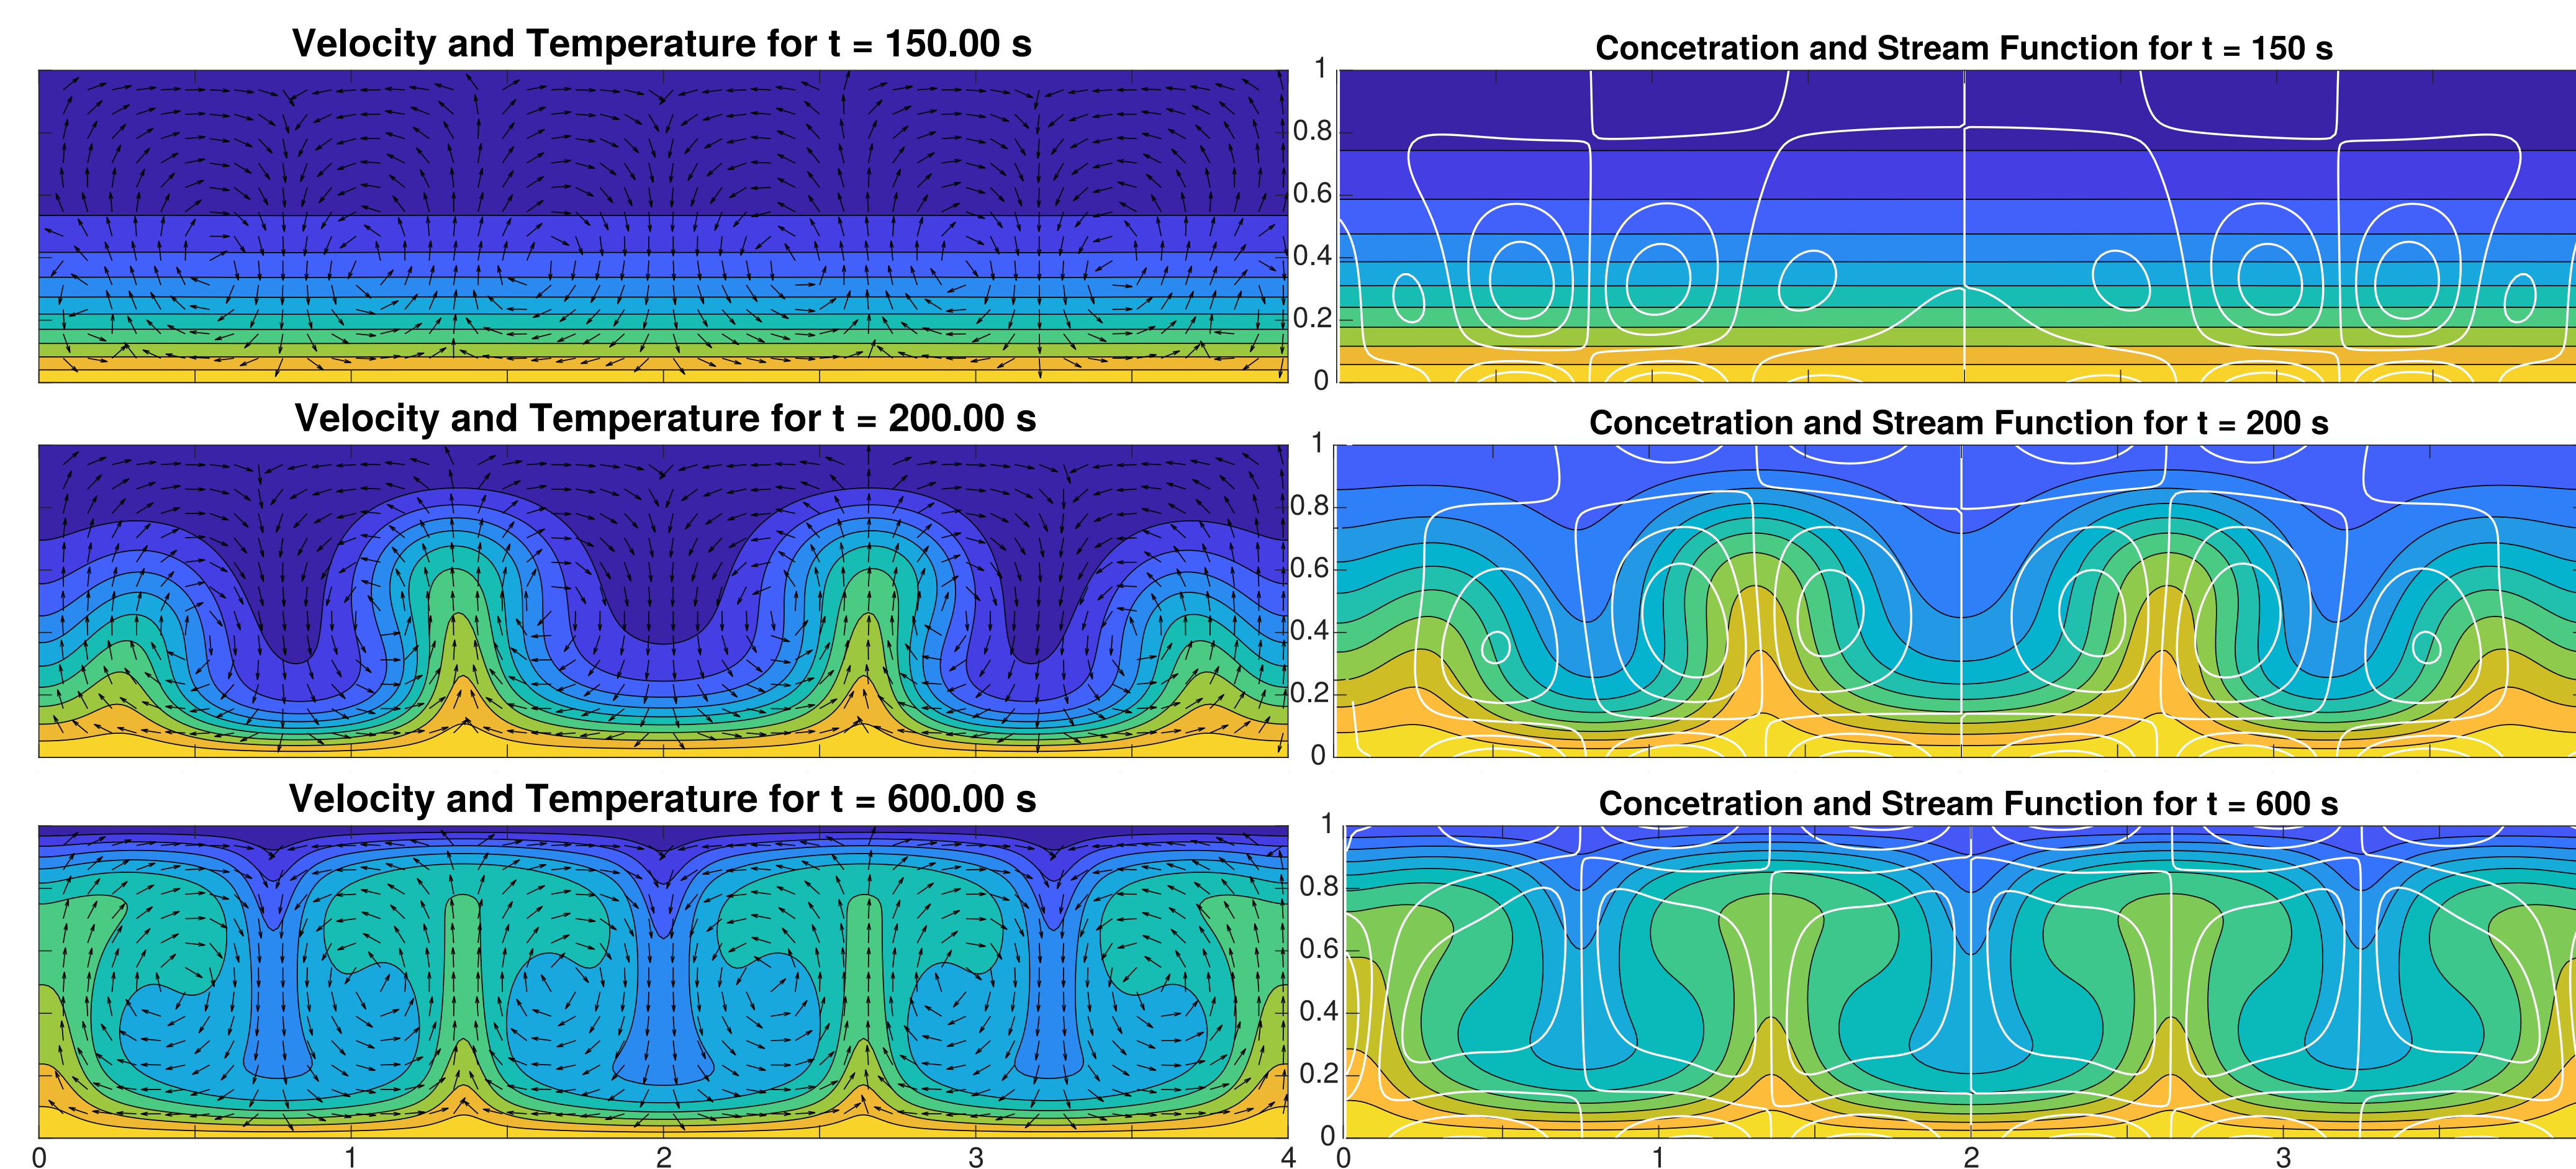 Velocity and Temperature for t = 150.00 s
Concetration and Stream Function for t = 150 s
1
0.8
0.6
0.4
0.2
0
Velocity and Temperature for t = 200.00 s
Concetration and Stream Function for t = 200 s
1
0.8
0.6
0.4
0.2
0
Velocity and Temperature for t = 600.00 s
Concetration and Stream Function for t = 600 s
1
0.8
0.6
0.4
0.2
0
0 1 2 3 4
0 1 2 3